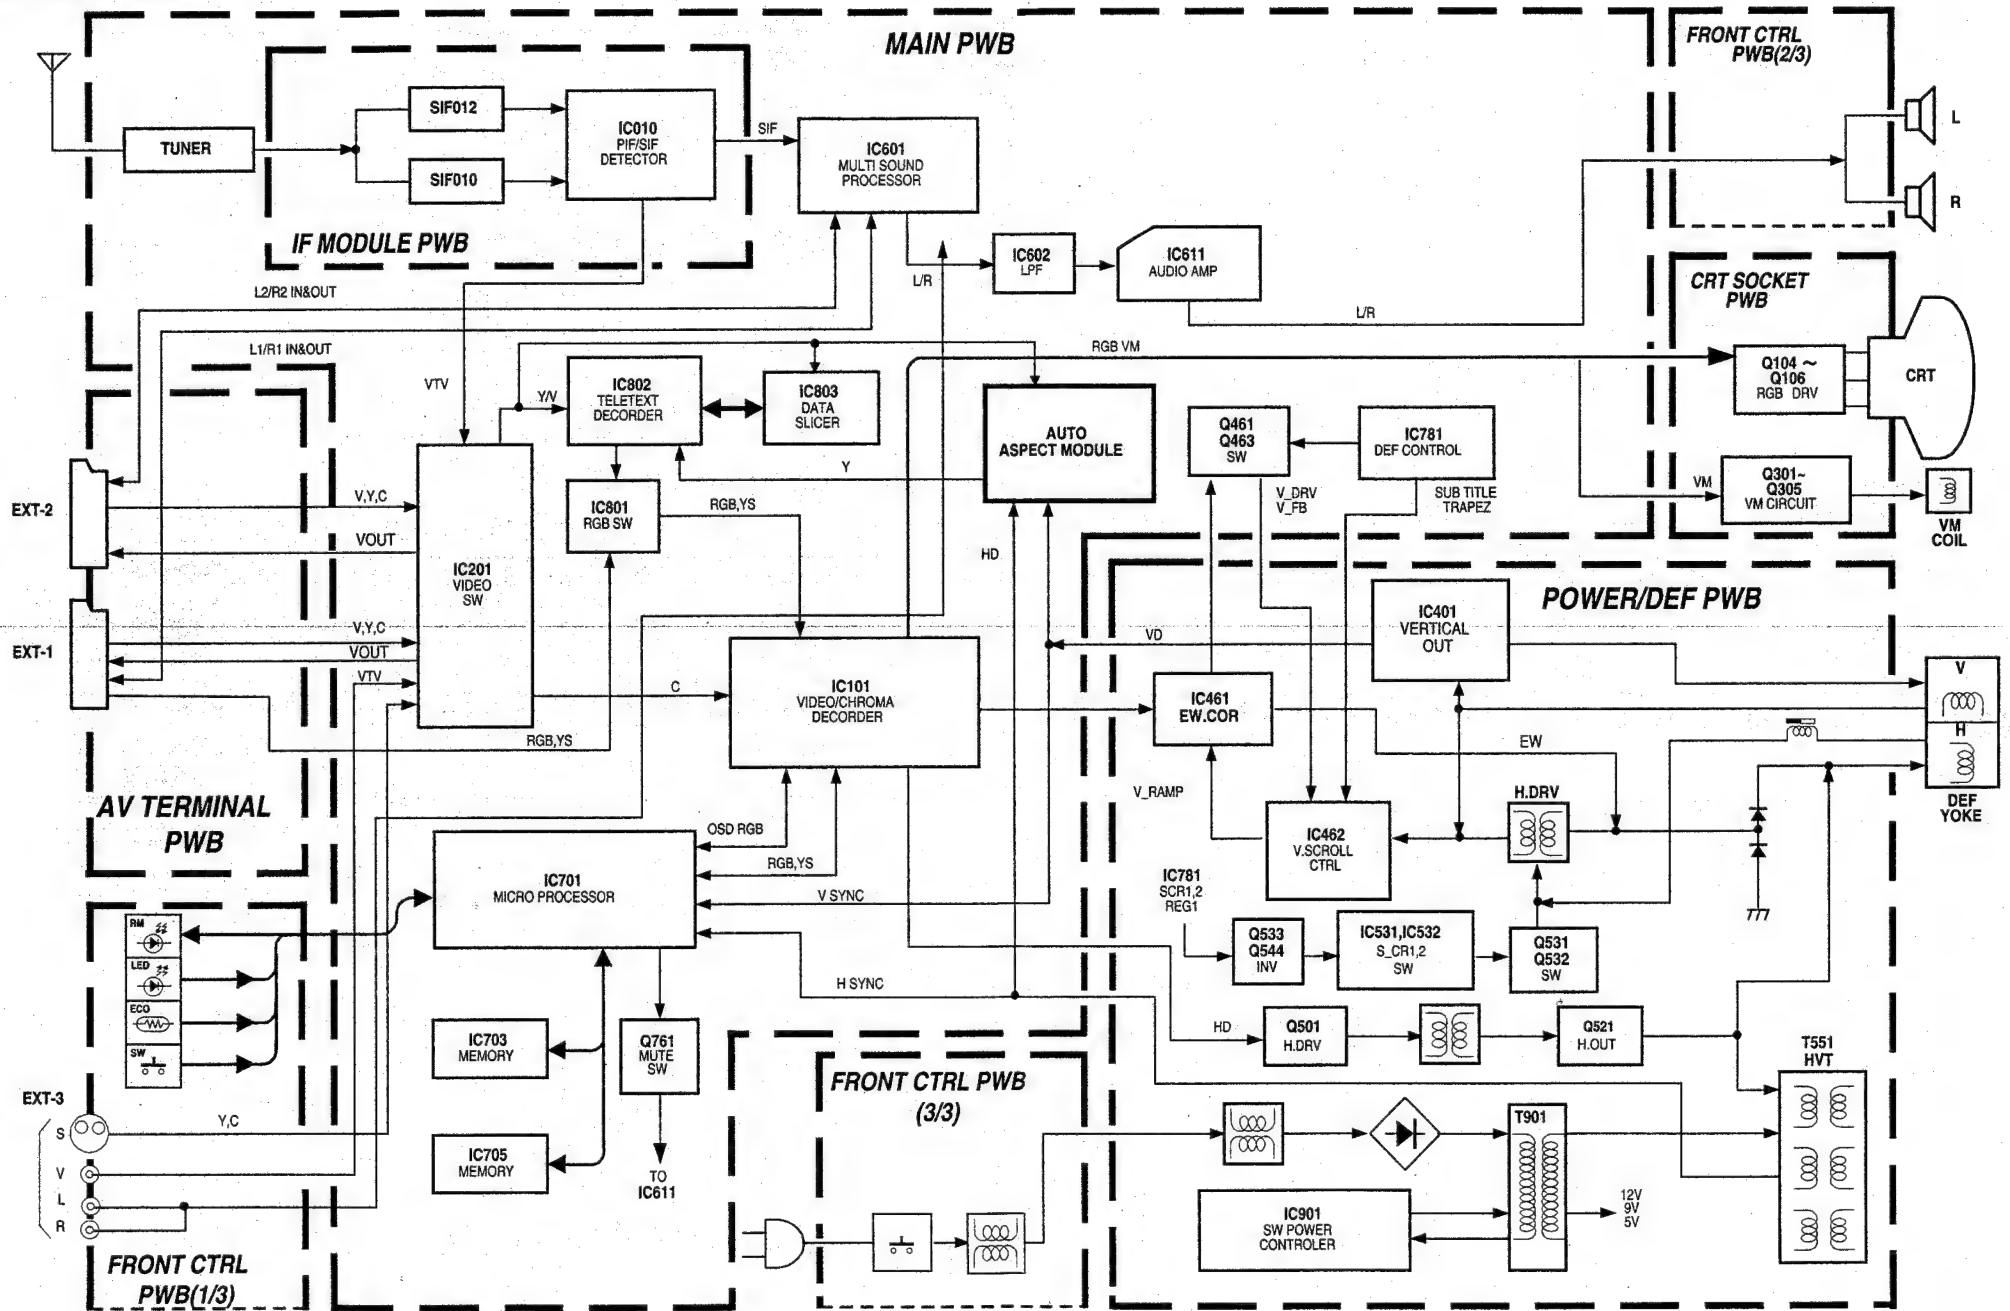 MAIN PWB
FRONT CTRL
PWB(2/3)
TUNER
SIF012
SIF010
IC010
PIF/SIF
DETECTOR
SIF
IC601
MULTI SOUND
PROCESSOR
L
R
IF MODULE PWB
IC602
LPF
IC611
AUDIO AMP
L/R
L/R
CRT SOCKET
PWB
L2/R2 IN&OUT
L1/R1 IN&OUT
VTV
Y/V
IC802
TELETEXT
DECORDER
IC803
DATA
SLICER
RGB VM
Q104 ~
Q106
RGB DRV
CRT
AUTO
ASPECT MODULE
Q461
Q463
SW
IC781
DEF CONTROL
Y
IC801
RGB SW
RGB,YS
V_DRV
V_FB
SUB TITLE
TRAPEZ
VM
Q301~
Q305
VM CIRCUIT
VM
COIL
EXT-2
V,Y,C
VOUT
IC201
VIDEO
SW
HD
POWER/DEF PWB
IC401
VERTICAL
OUT
EXT-1
V,Y,C
VOUT
VTV
VD
C
IC101
VIDEO/CHROMA
DECORDER
IC461
EW.COR
V
H
DEF
YOKE
RGB,YS
EW
V_RAMP
H.DRV
AV TERMINAL
PWB
OSD RGB
RGB,YS
IC462
V.SCROLL
CTRL
IC701
MICRO PROCESSOR
V SYNC
IC781
SCR1,2
REG1
RM
LED
ECO
SW
Q533
Q544
INV
IC531,IC532
S_CR1,2
SW
Q531
Q532
SW
H SYNC
IC703
MEMORY
Q761
MUTE
SW
HD
Q501
H.DRV
Q521
H.OUT
T551
HVT
FRONT CTRL PWB
(3/3)
EXT-3
S
Y,C
V
L
R
IC705
MEMORY
TO
IC611
T901
IC901
SW POWER
CONTROLER
12V
9V
5V
FRONT CTRL
PWB(1/3)